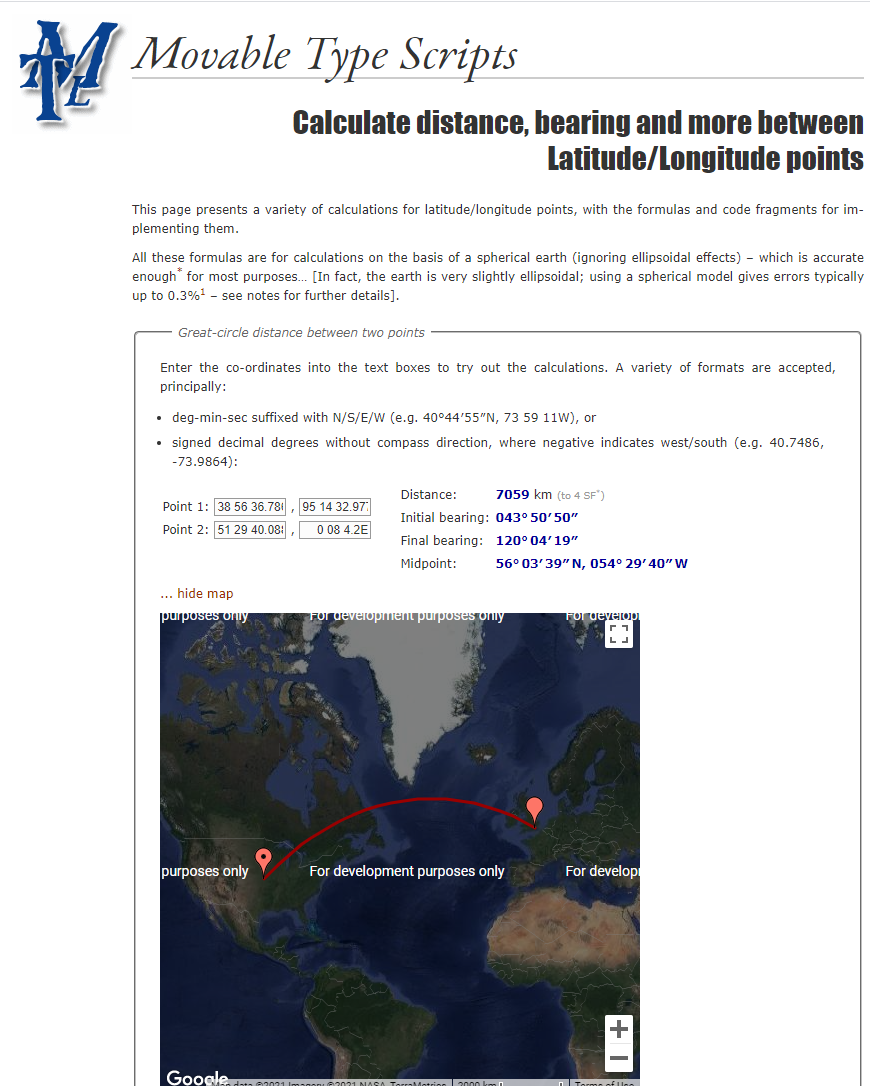 MTL
Movable Type Scripts
Calculate distance, bearing and more between
Latitude/Longitude points
This page presents a variety of calculations for latitude/longitude points, with the formulas and code fragments for im-
plementing them.
All these formulas are for calculations on the basis of a spherical earth (ignoring ellipsoidal effects) – which is accurate
enough* for most purposes… [In fact, the earth is very slightly ellipsoidal; using a spherical model gives errors typically
up to 0.3%¹ – see notes for further details].
Great-circle distance between two points
Enter the co-ordinates into the text boxes to try out the calculations. A variety of formats are accepted,
principally:
• deg-min-sec suffixed with N/S/E/W (e.g. 40°44′55″N, 73 59 11W), or
• signed decimal degrees without compass direction, where negative indicates west/south (e.g. 40.7486,
-73.9864):
Point 1: 38 56 36.78 , 95 14 32.97
Point 2: 51 29 40.08 , 0 08 4.2E
Distance: 7059 km (to 4 SF*)
Initial bearing: 043° 50′ 50″
Final bearing: 120° 04′ 19″
Midpoint: 56° 03′ 39″ N, 054° 29′ 40″ W
… hide map
purposes only For development purposes only For develop
purposes only For development purposes only For develop
Google
Map data ©2021 Imagery ©2021 NASA, TerraMetrics 2000 km Terms of Use